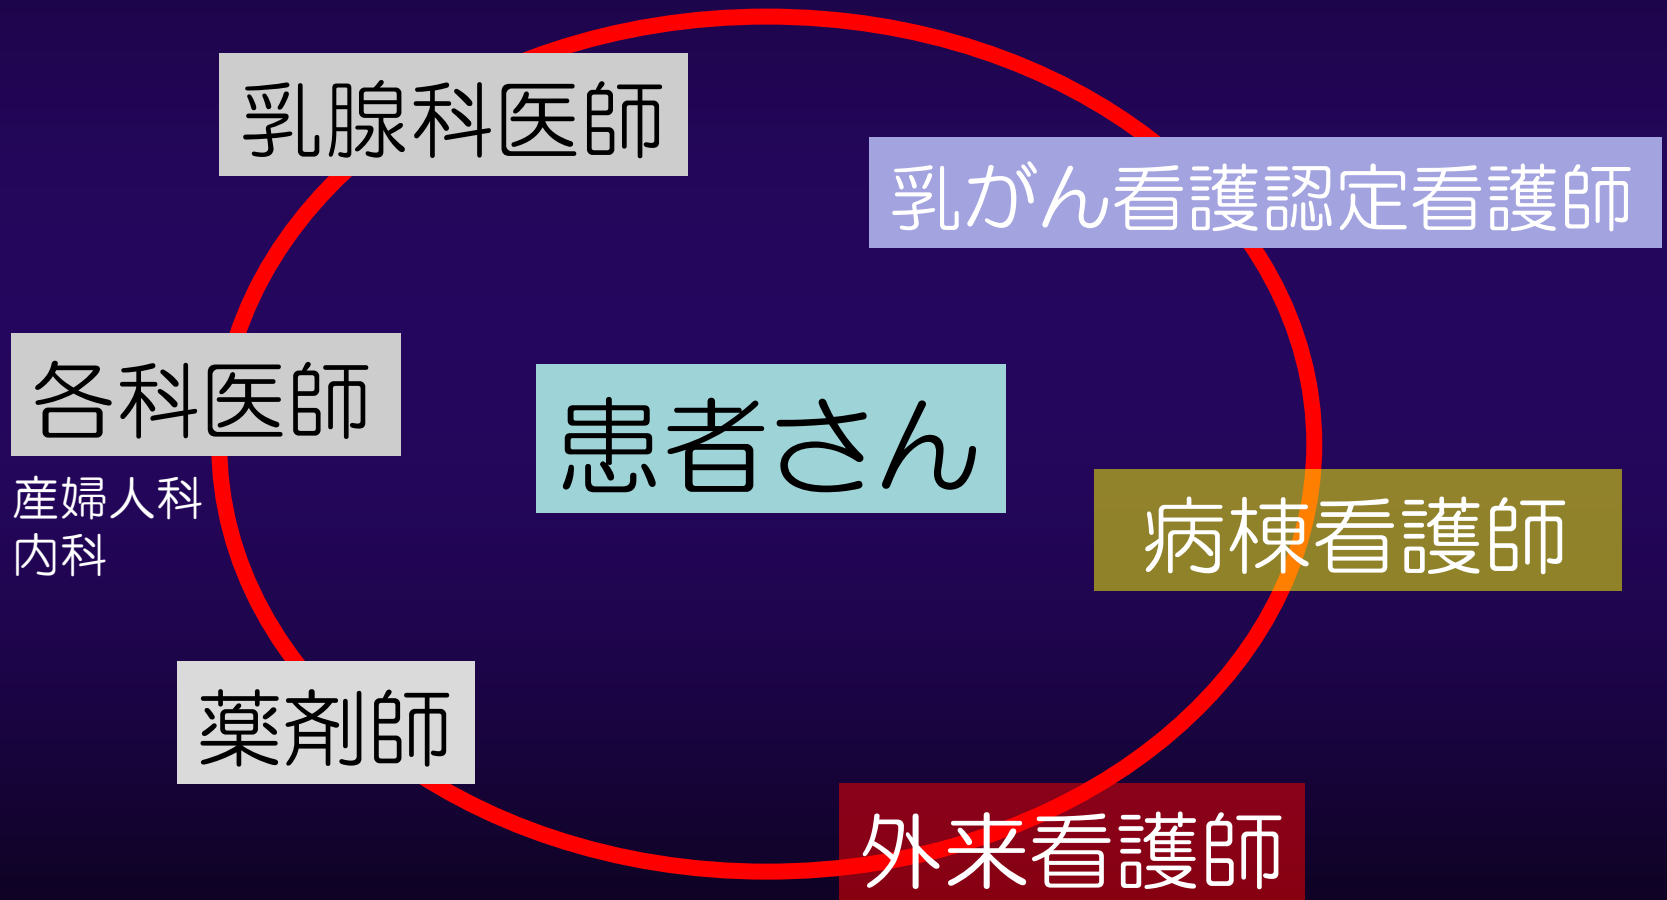 乳腺科医師
乳がん看護認定看護師
各科医師
産婦人科
内科
患者さん
病棟看護師
薬剤師
外来看護師